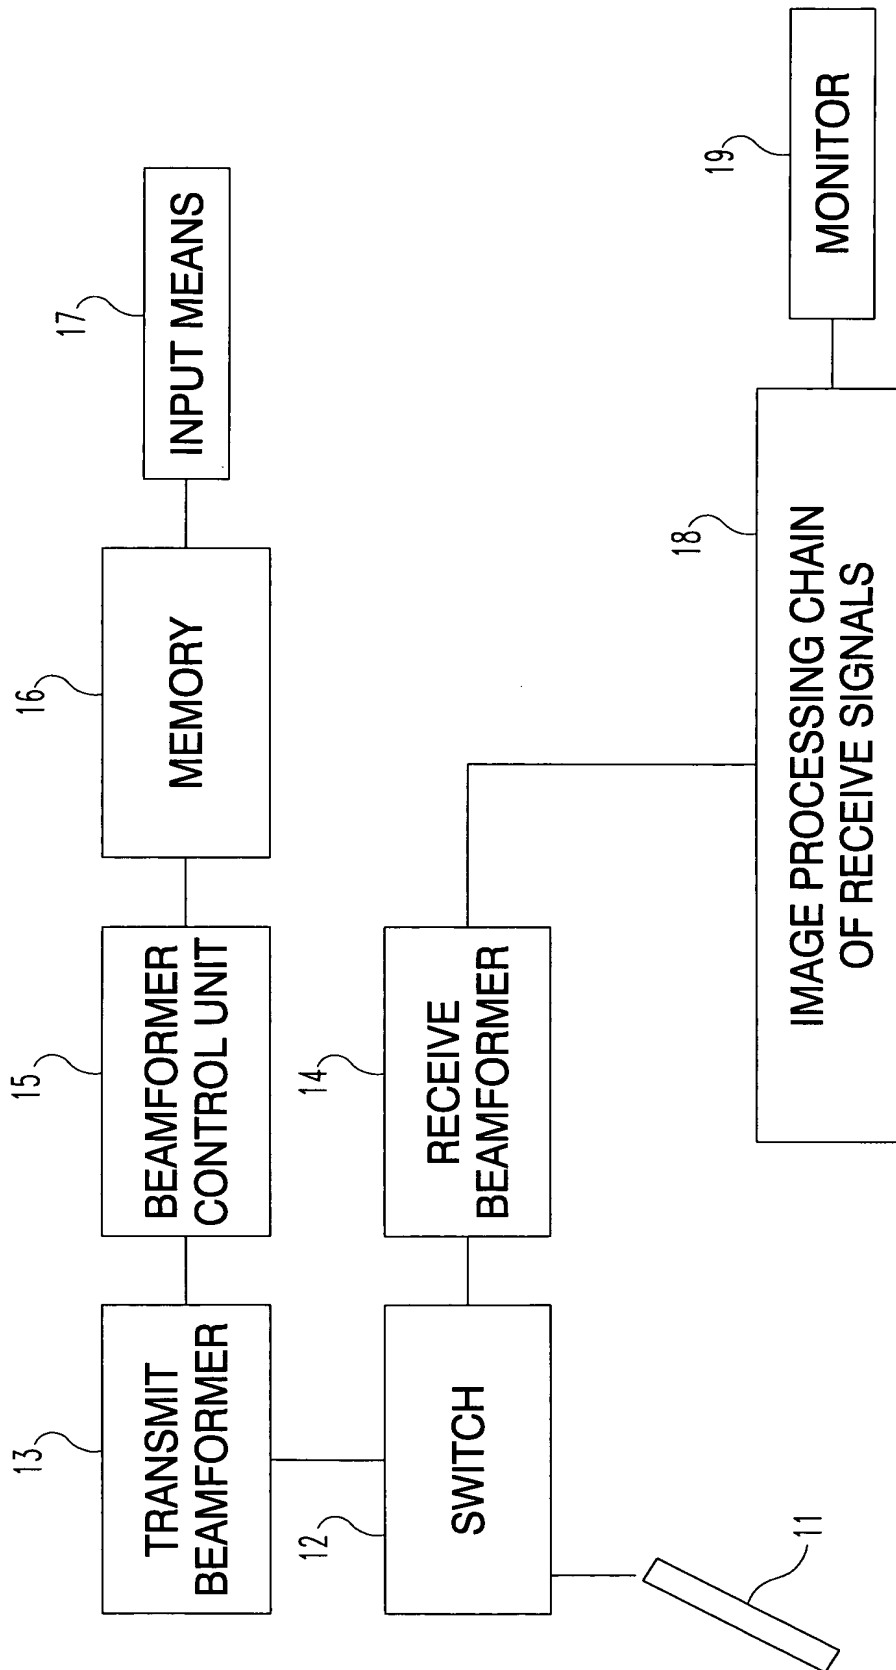 13
TRANSMIT
BEAMFORMER
15
BEAMFORMER
CONTROL UNIT
16
MEMORY
17
INPUT MEANS
12
SWITCH
14
RECEIVE
BEAMFORMER
11
18
IMAGE PROCESSING CHAIN
OF RECEIVE SIGNALS
19
MONITOR